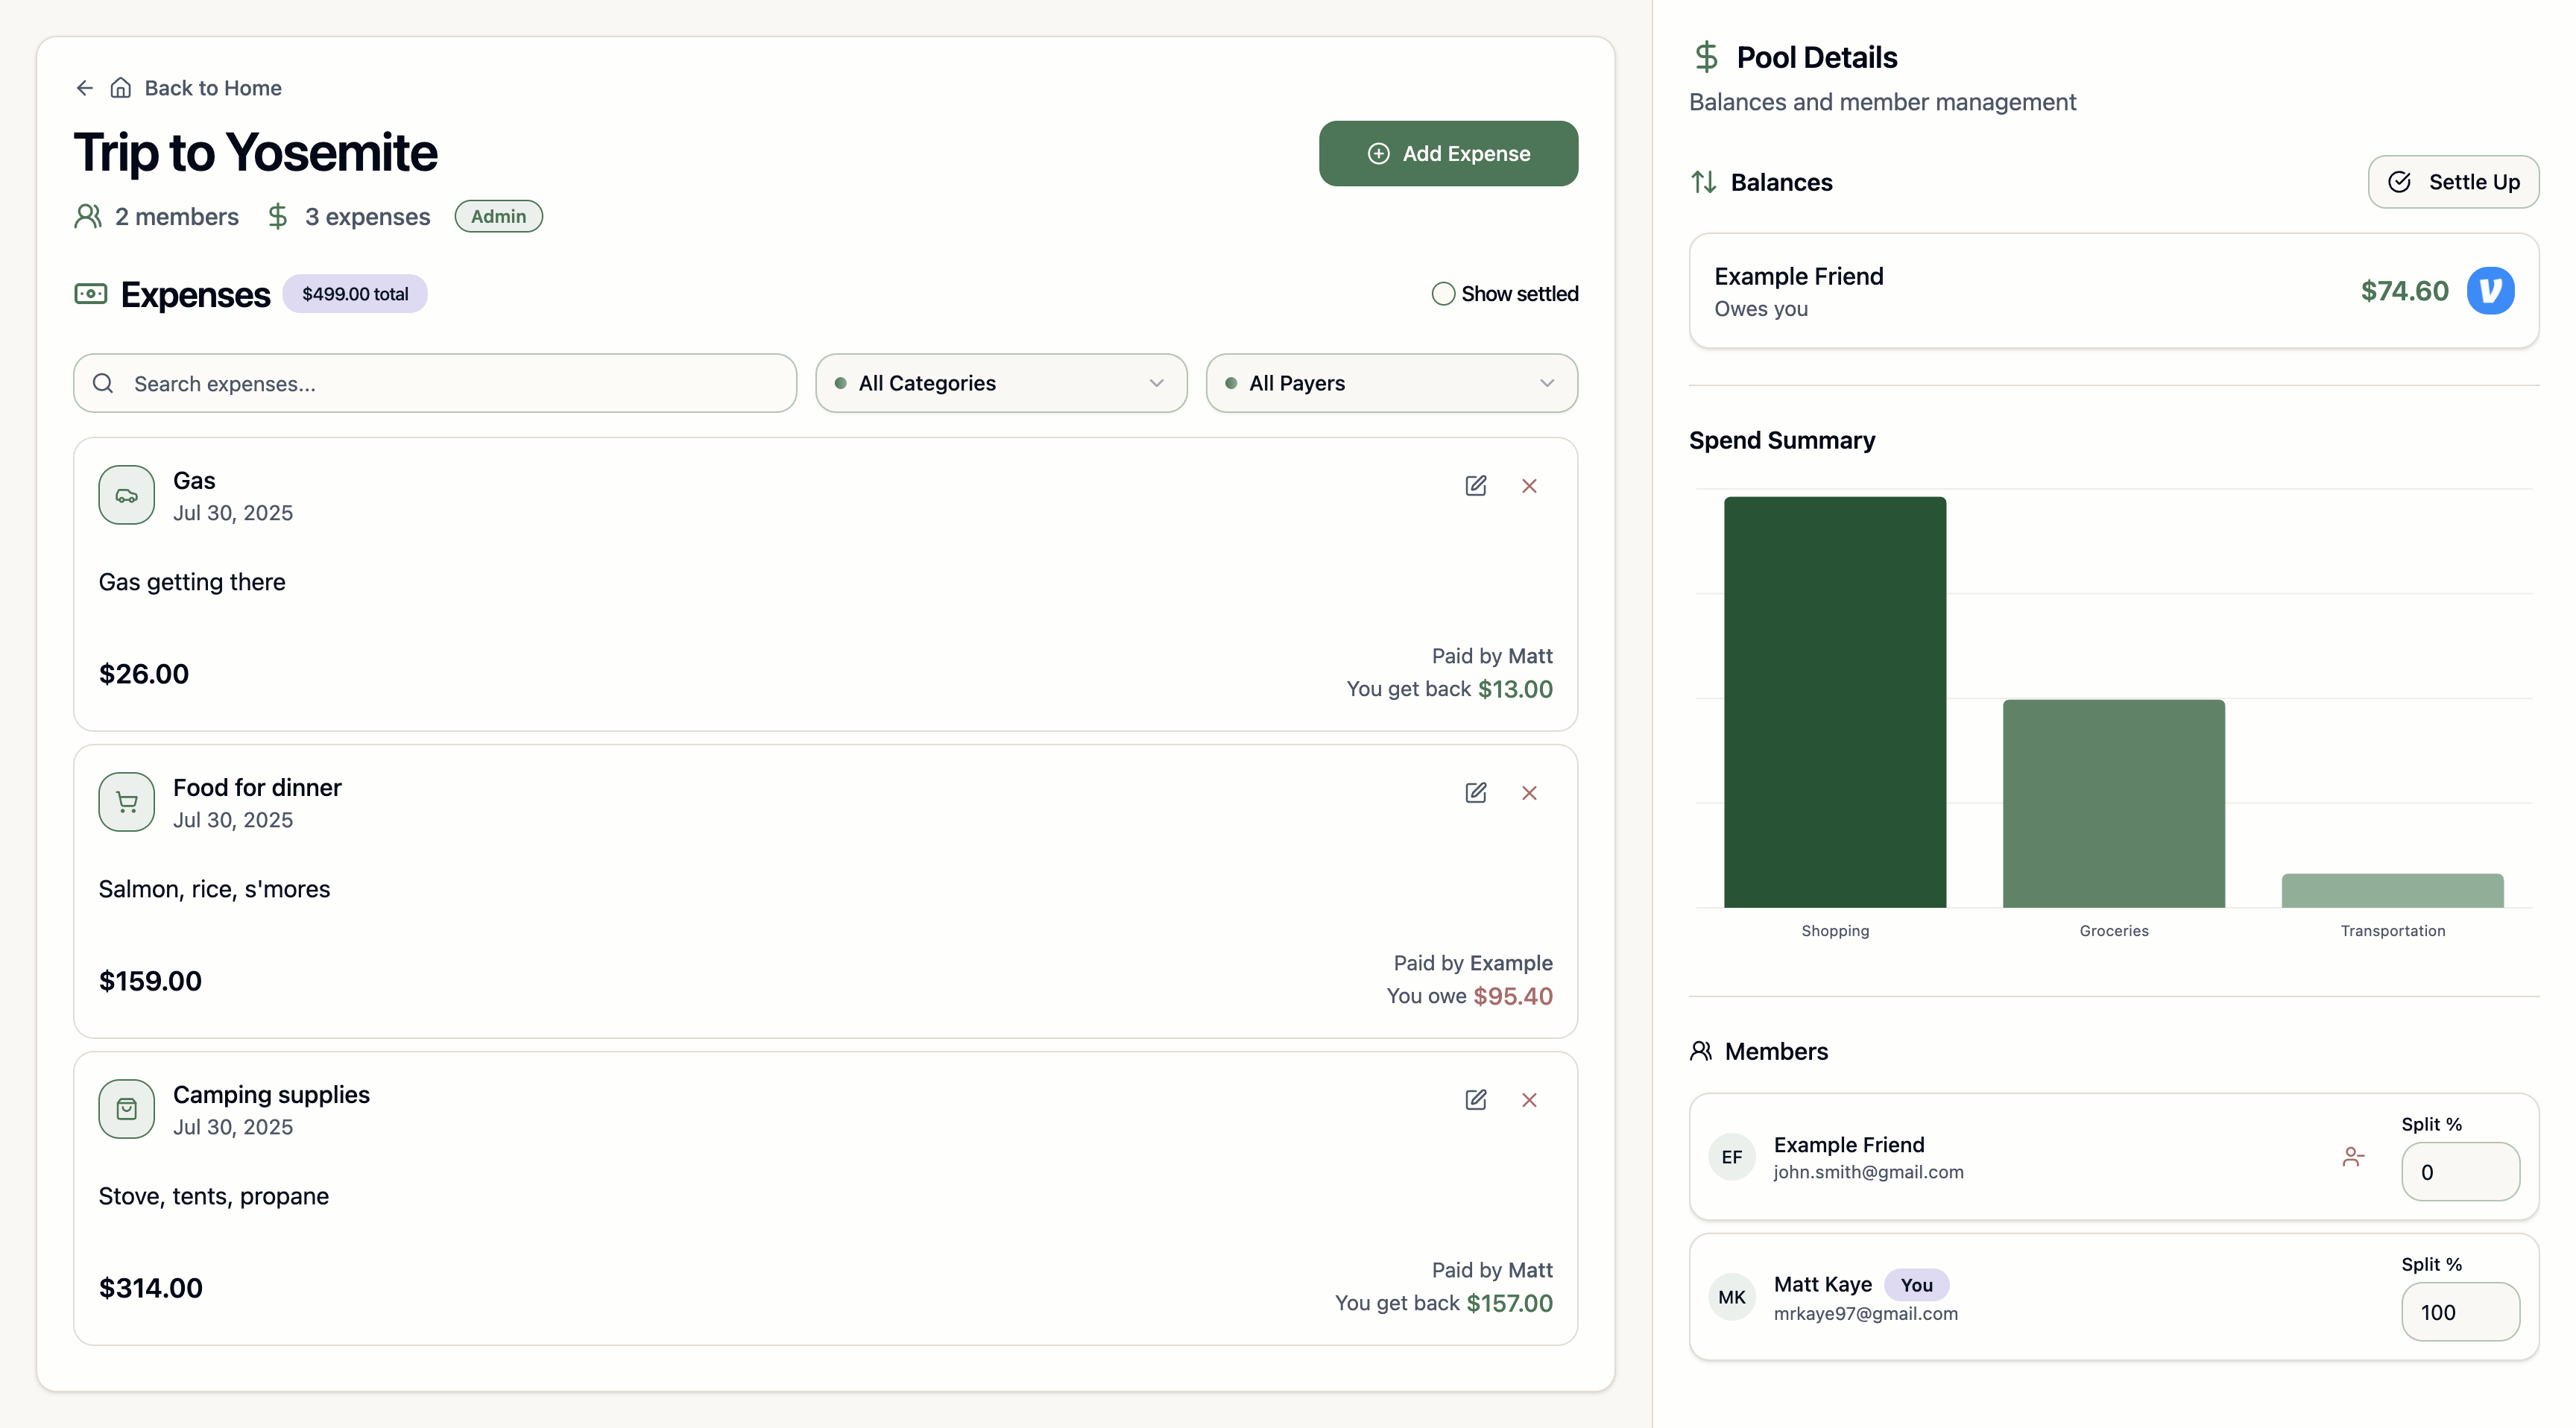 Back to Home
Trip to Yosemite
Add Expense
2 members 3 expenses Admin
Expenses $499.00 total Show settled
Search expenses...
All Categories
All Payers
Gas
Jul 30, 2025
Gas getting there
$26.00
Paid by Matt
You get back $13.00
Food for dinner
Jul 30, 2025
Salmon, rice, s'mores
$159.00
Paid by Example
You owe $95.40
Camping supplies
Jul 30, 2025
Stove, tents, propane
$314.00
Paid by Matt
You get back $157.00
Pool Details
Balances and member management
Balances
Settle Up
Example Friend
Owes you
$74.60
Spend Summary
Shopping
Groceries
Transportation
Members
EF
Example Friend
john.smith@gmail.com
Split %
0
MK
Matt Kaye You
mrkaye97@gmail.com
Split %
100